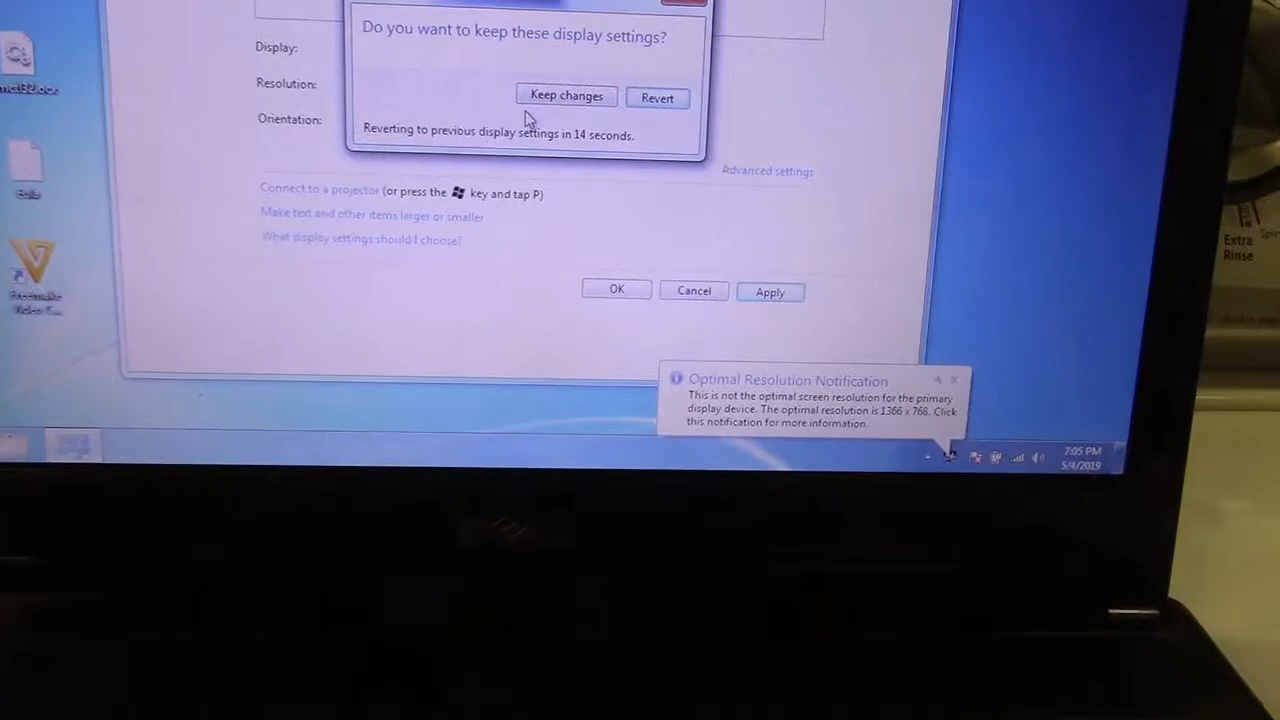 Do you want to keep these display settings?
Display:
Resolution:
Keep changes
Revert
Orientation:
Reverting to previous display settings in 14 seconds.
Advanced settings
Connect to a projector (or press the key and tap P)
Make text and other items larger or smaller
What display settings should I choose?
OK
Cancel
Apply
Freemake
Video
Optimal Resolution Notification
This is not the optimal screen resolution for the primary
display device. The optimal resolution is 1366 x 768. Click
this notification for more information.
7:05 PM
5/4/2019
Extra
Rinse